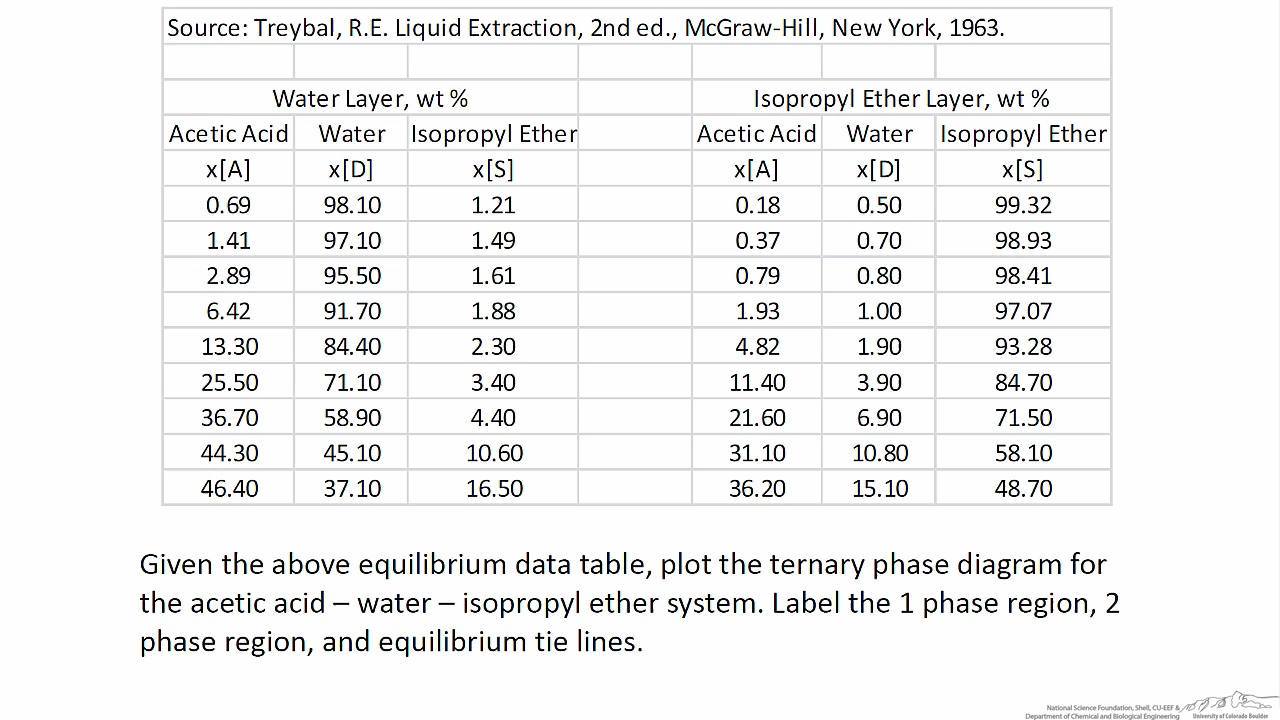 Source: Treybal, R.E. Liquid Extraction, 2nd ed., McGraw-Hill, New York, 1963.
Water Layer, wt % Isopropyl Ether Layer, wt %
Acetic Acid Water Isopropyl Ether Acetic Acid Water Isopropyl Ether
x[A] x[D] x[S] x[A] x[D] x[S]
0.69 98.10 1.21 0.18 0.50 99.32
1.41 97.10 1.49 0.37 0.70 98.93
2.89 95.50 1.61 0.79 0.80 98.41
6.42 91.70 1.88 1.93 1.00 97.07
13.30 84.40 2.30 4.82 1.90 93.28
25.50 71.10 3.40 11.40 3.90 84.70
36.70 58.90 4.40 21.60 6.90 71.50
44.30 45.10 10.60 31.10 10.80 58.10
46.40 37.10 16.50 36.20 15.10 48.70
Given the above equilibrium data table, plot the ternary phase diagram for
the acetic acid – water – isopropyl ether system. Label the 1 phase region, 2
phase region, and equilibrium tie lines.
National Science Foundation, Shell, CU-EEF &
Department of Chemical and Biological Engineering
University of Colorado Boulder